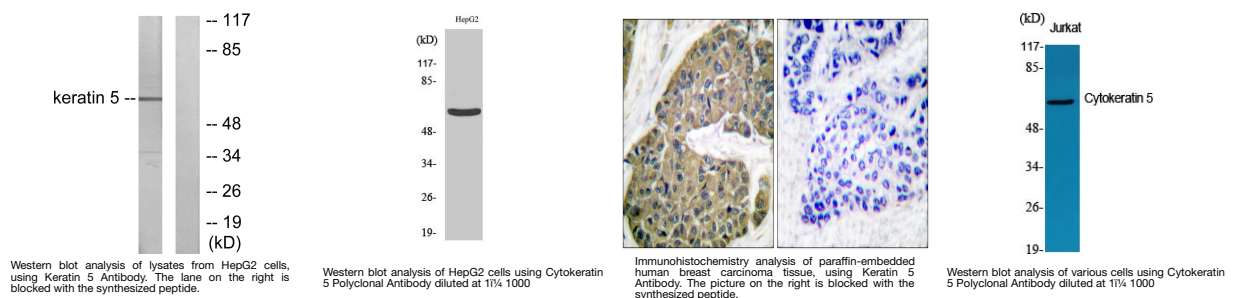 -- 117
-- 85
keratin 5 --
-- 48
-- 34
-- 26
-- 19
(kD)
Western blot analysis of lysates from HepG2 cells,
using Keratin 5 Antibody. The lane on the right is
blocked with the synthesized peptide.
HepG2
(kD)
117-
85-
48-
34-
26-
19-
Western blot analysis of HepG2 cells using Cytokeratin
5 Polyclonal Antibody diluted at 1ï¼ 1000
Immunohistochemistry analysis of paraffin-embedded
human breast carcinoma tissue, using Keratin 5
Antibody. The picture on the right is blocked with the
synthesized peptide.
(kD)
Jurkat
117-
85-
Cytokeratin 5
48-
34-
26-
19-
Western blot analysis of various cells using Cytokeratin
5 Polyclonal Antibody diluted at 1ï¼ 1000